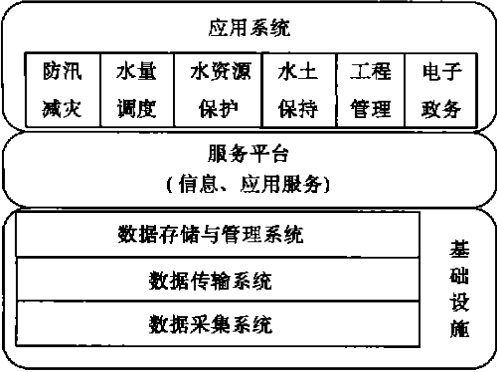 应用系统
防汛 水量 水资源 水土 工程 电子
减灾 调度 保护 保持 管理 政务
服务平台
(信息、应用服务)
数据存储与管理系统
数据传输系统
数据采集系统
基础设施